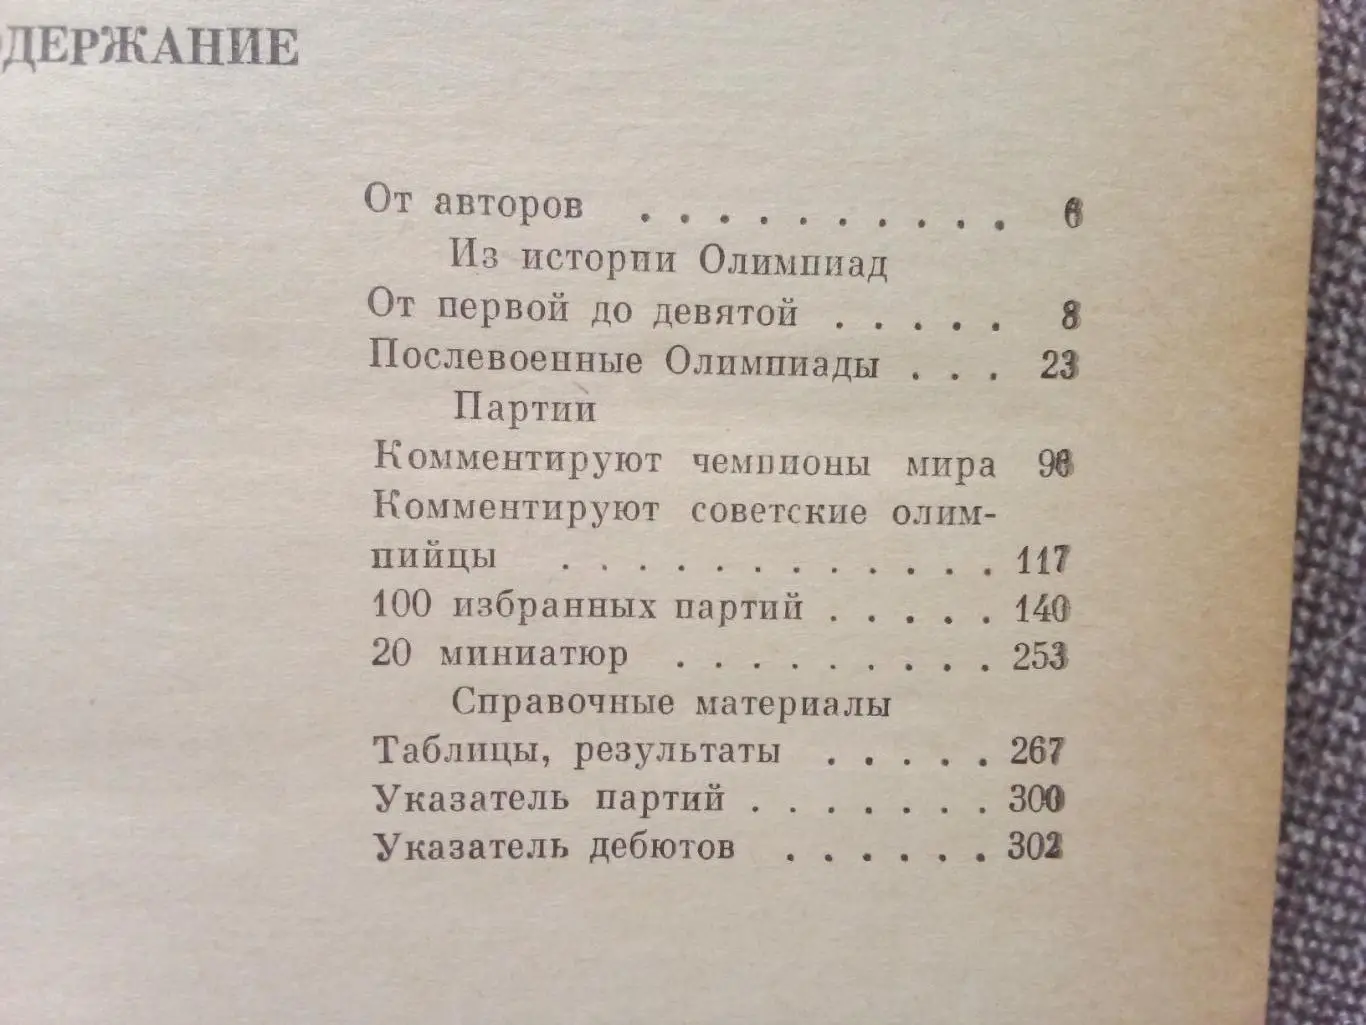 ОДЕРЖАНИЕ
От авторов . . . . . . . . . . 6
Из истории Олимпиад
От первой до девятой . . . . . 8
Послевоенные Олимпиады . . . 23
Партии
Комментируют чемпионы мира 96
Комментируют советские олим-
пийцы . . . . . . . . . . . . 117
100 избранных партий . . . . . 140
20 миниатюр . . . . . . . . . 253
Справочные материалы
Таблицы, результаты . . . . . 267
Указатель партий . . . . . . . 300
Указатель дебютов . . . . . . 302